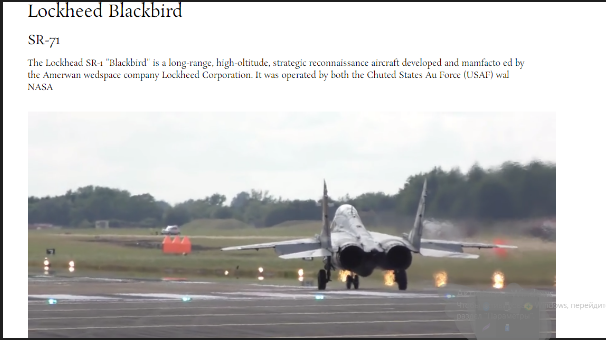 Lockheed Blackbird
SR-71
The Lockhead SR-1 "Blackbird" is a long-range, high-oltitude, strategic reconnaissance aircraft developed and mamfacto ed by
the Amerwan wedspace company Lockheed Corporation. It was operated by both the Chuted States Au Force (USAF) wal
NASA
ws, перейдит